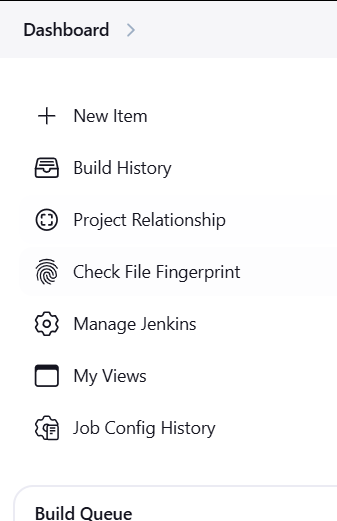 Dashboard
New Item
Build History
Project Relationship
Check File Fingerprint
Manage Jenkins
My Views
Job Config History
Build Queue